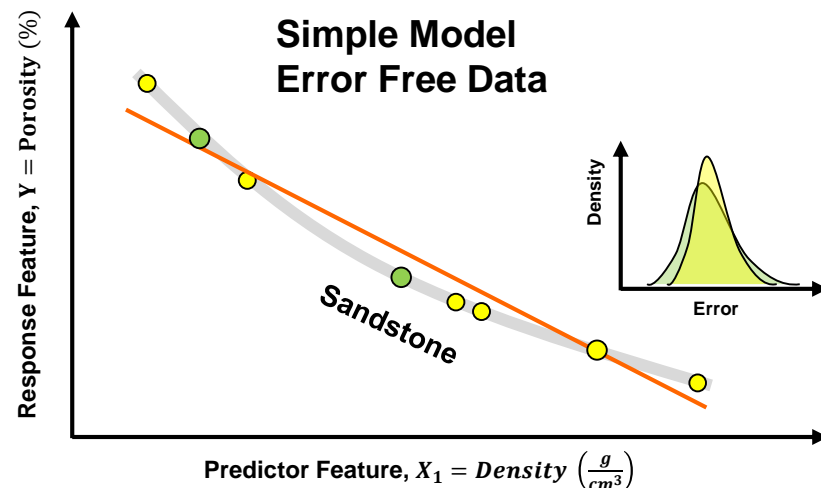 Simple Model
Error Free Data
Response Feature, Y = Porosity (%)
Sandstone
Density
Error
Predictor Feature, X₁ = Density (g/cm³)